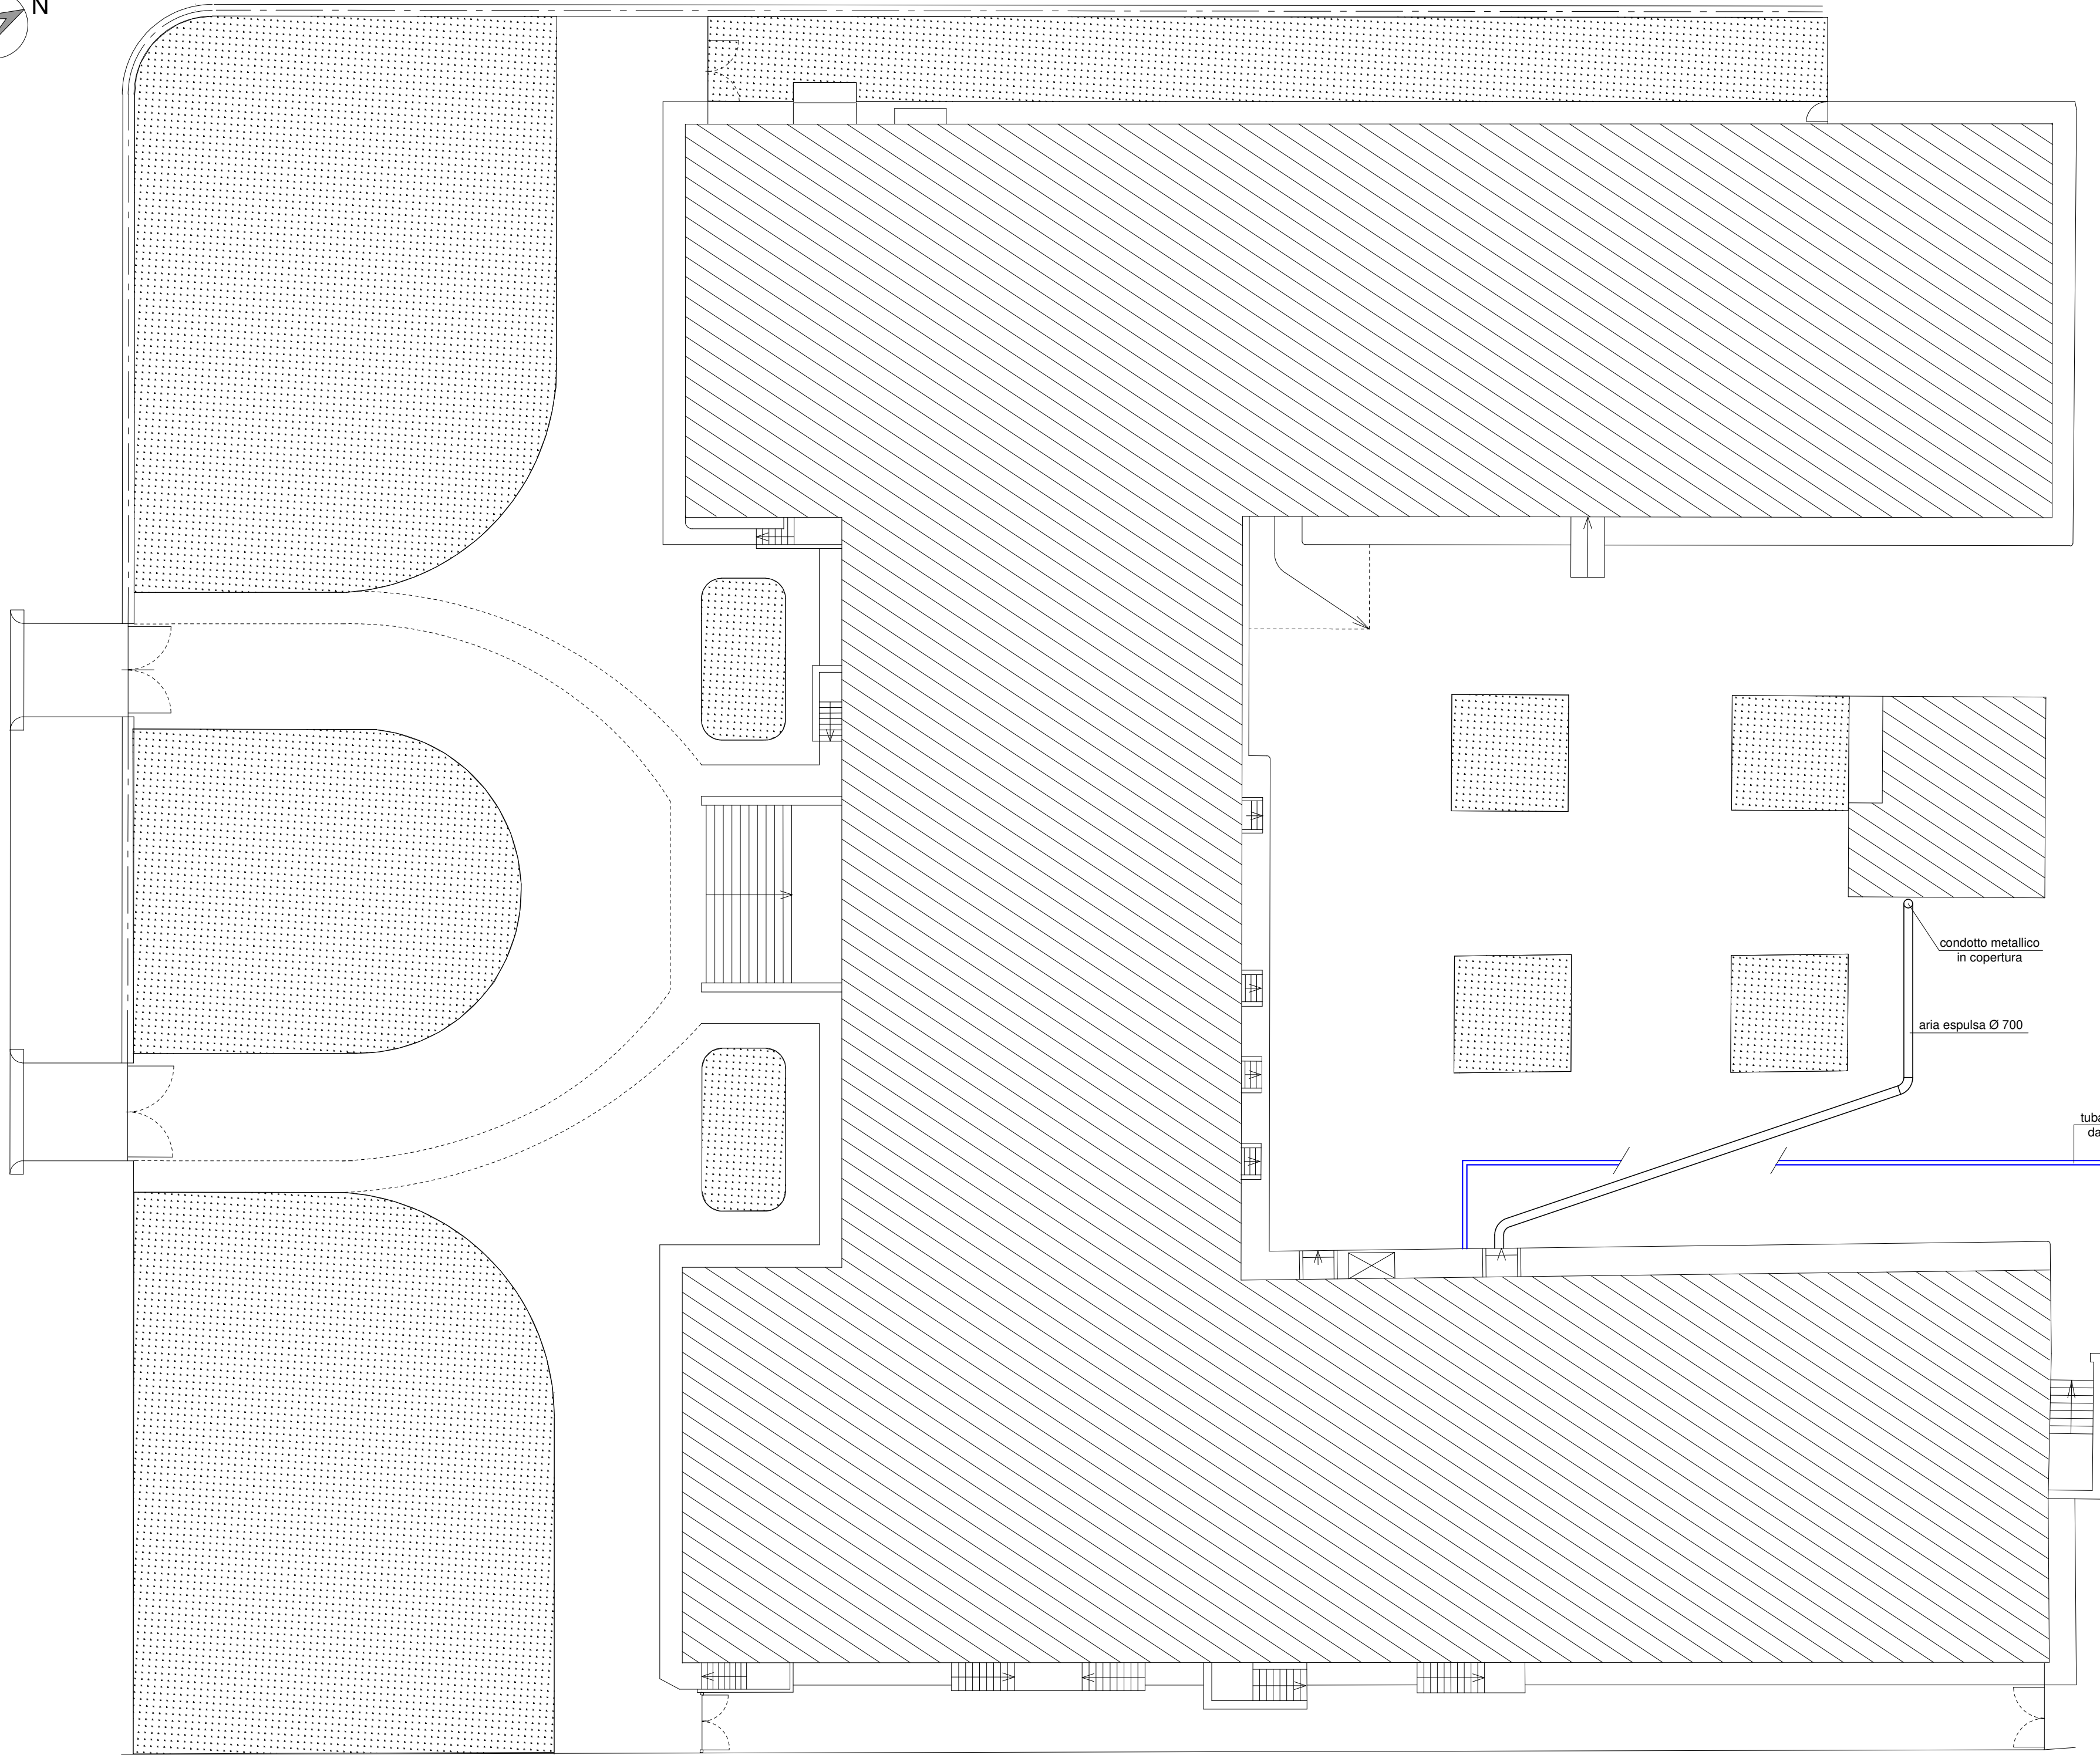 N
condotto metallico
in copertura
aria espulsa Ø 700